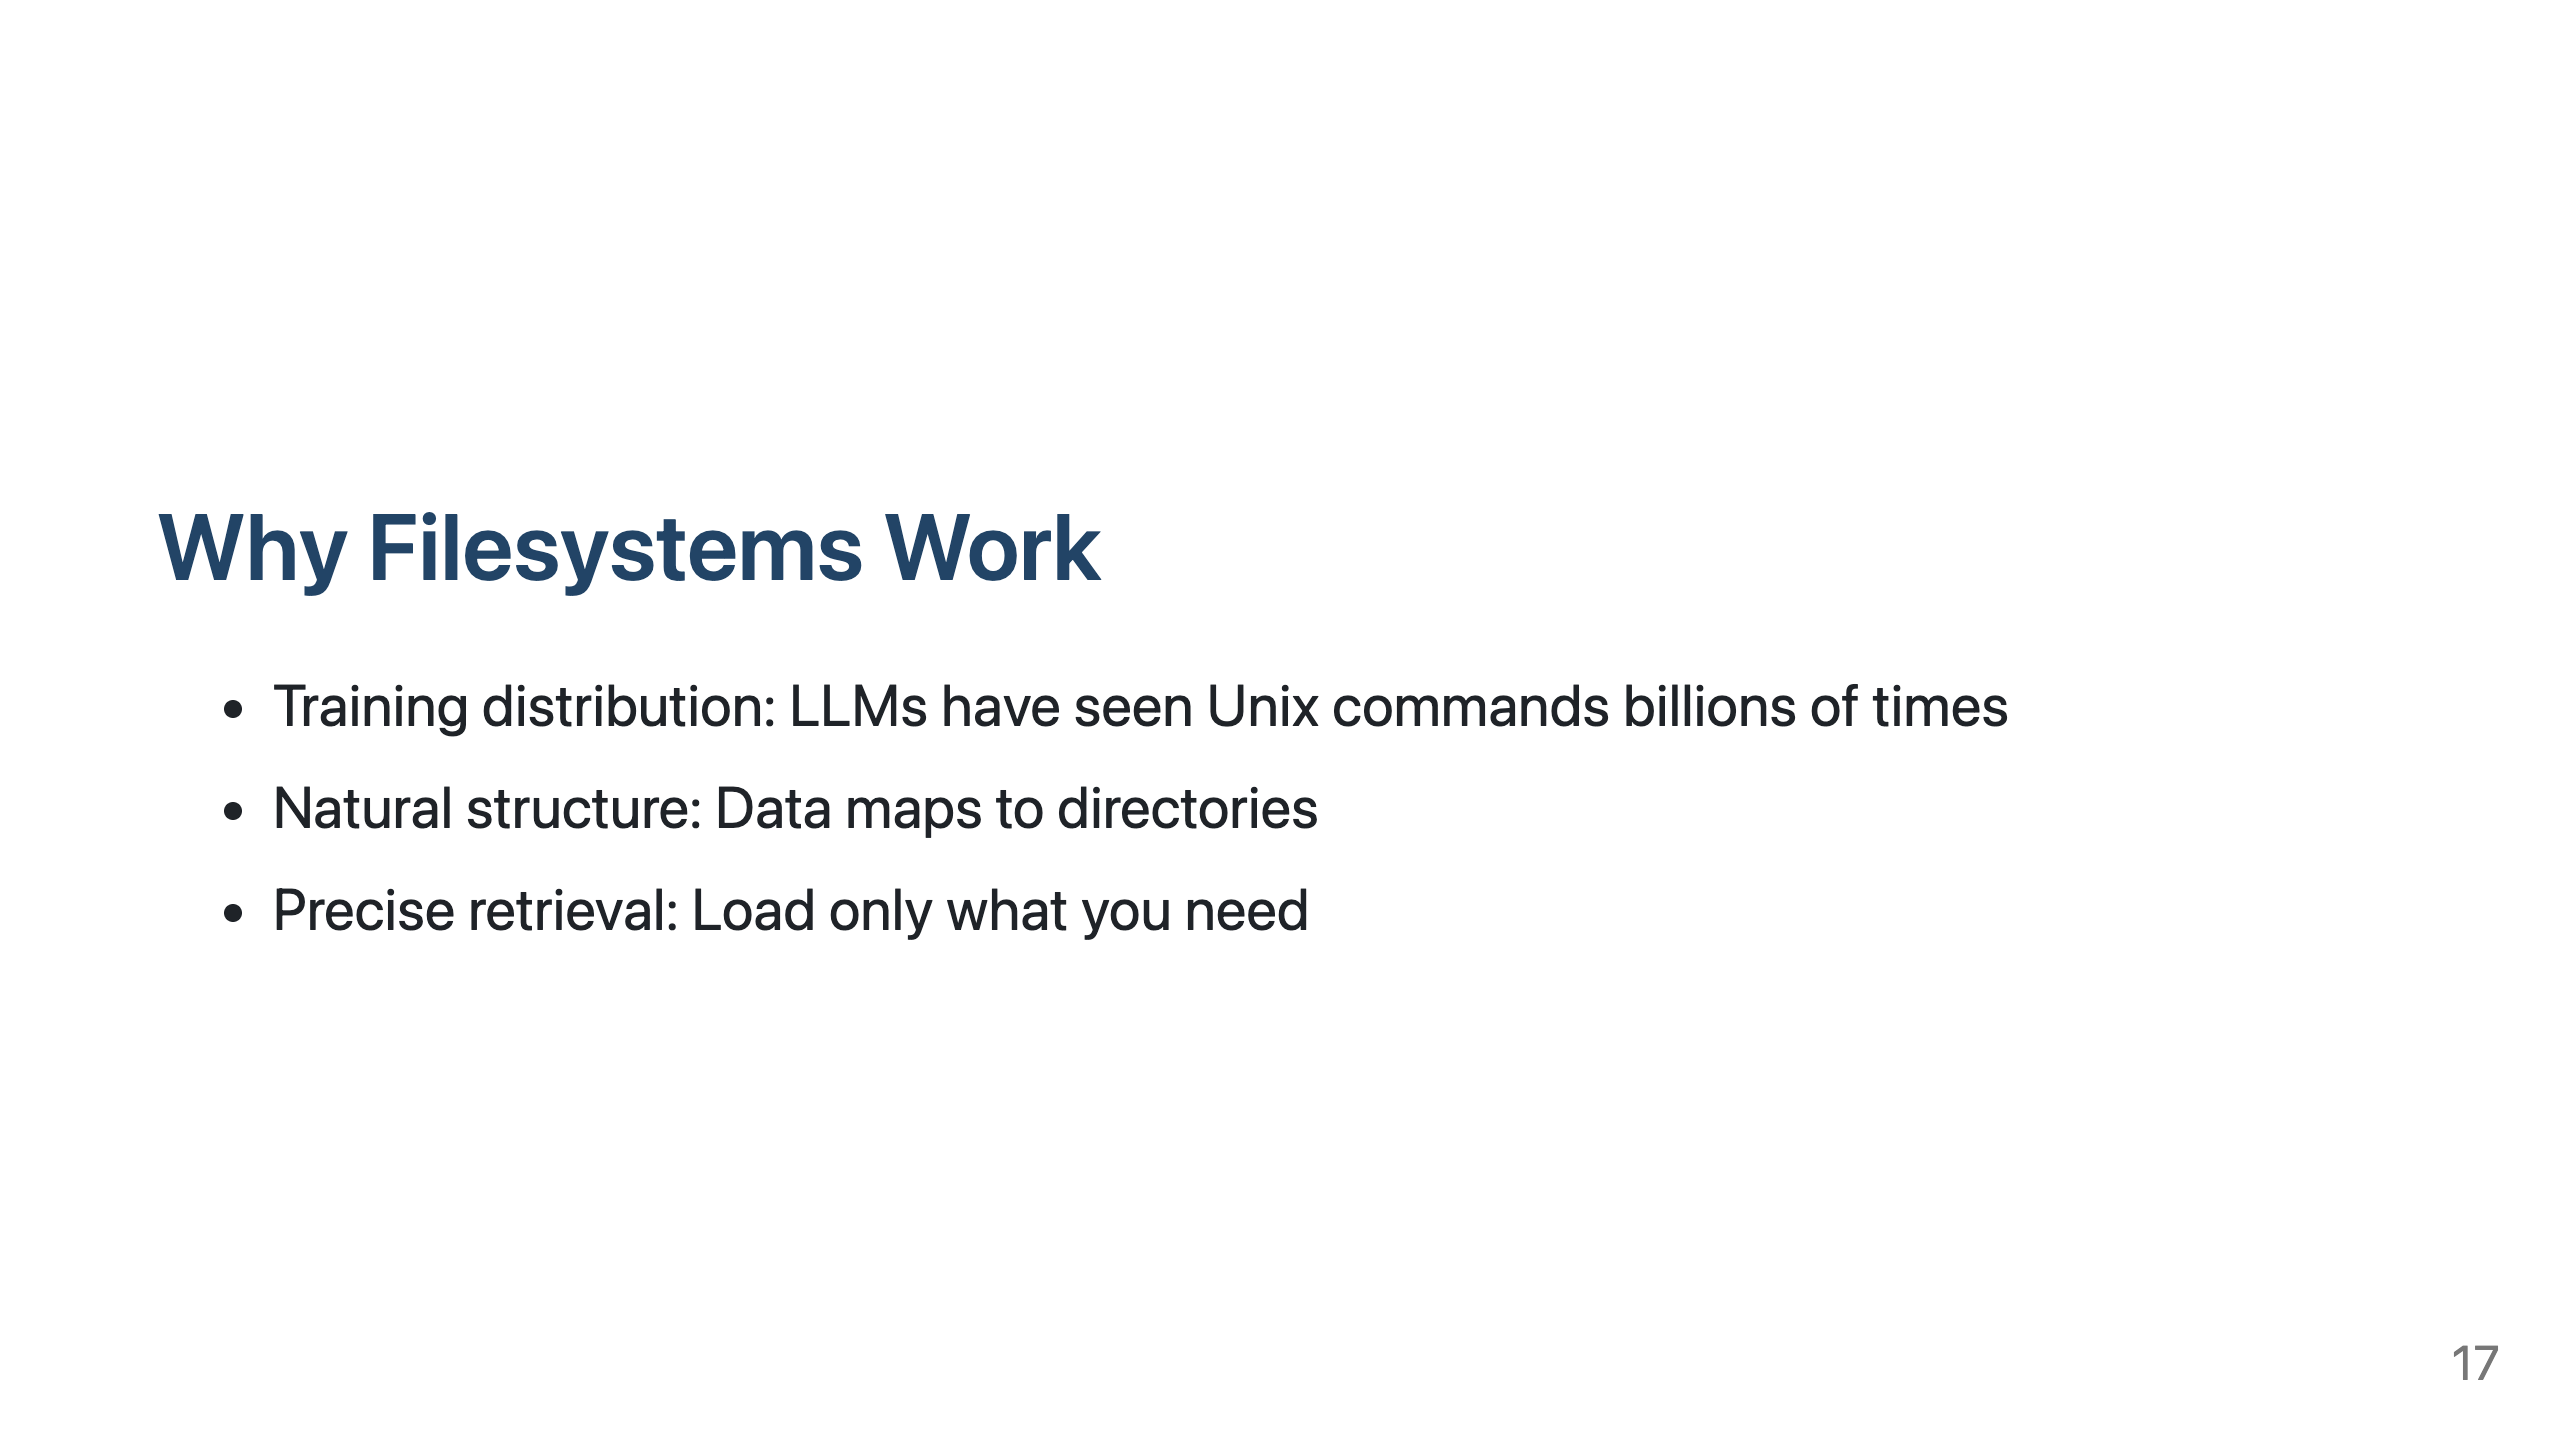 Why Filesystems Work
• Training distribution: LLMs have seen Unix commands billions of times
• Natural structure: Data maps to directories
• Precise retrieval: Load only what you need
17